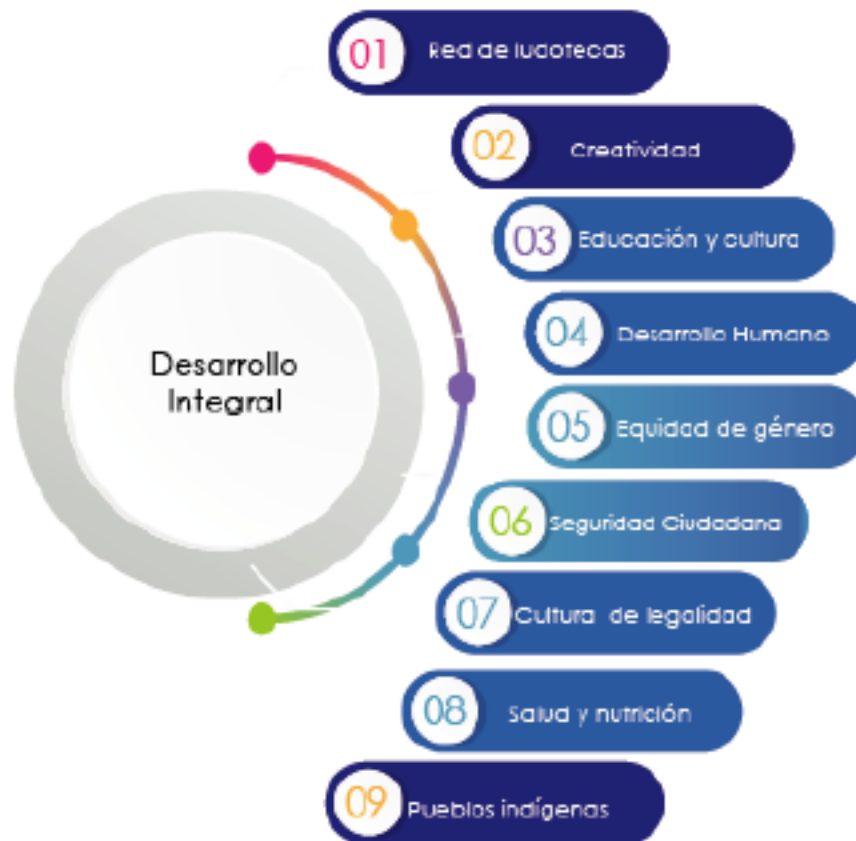 01 Red de ludotecas
02 Creatividad
03 Educación y cultura
04 Desarrollo Humano
Desarrollo
Integral
05 Equidad de género
06 Seguridad Ciudadana
07 Cultura de legalidad
08 Salud y nutrición
09 Pueblos indígenas